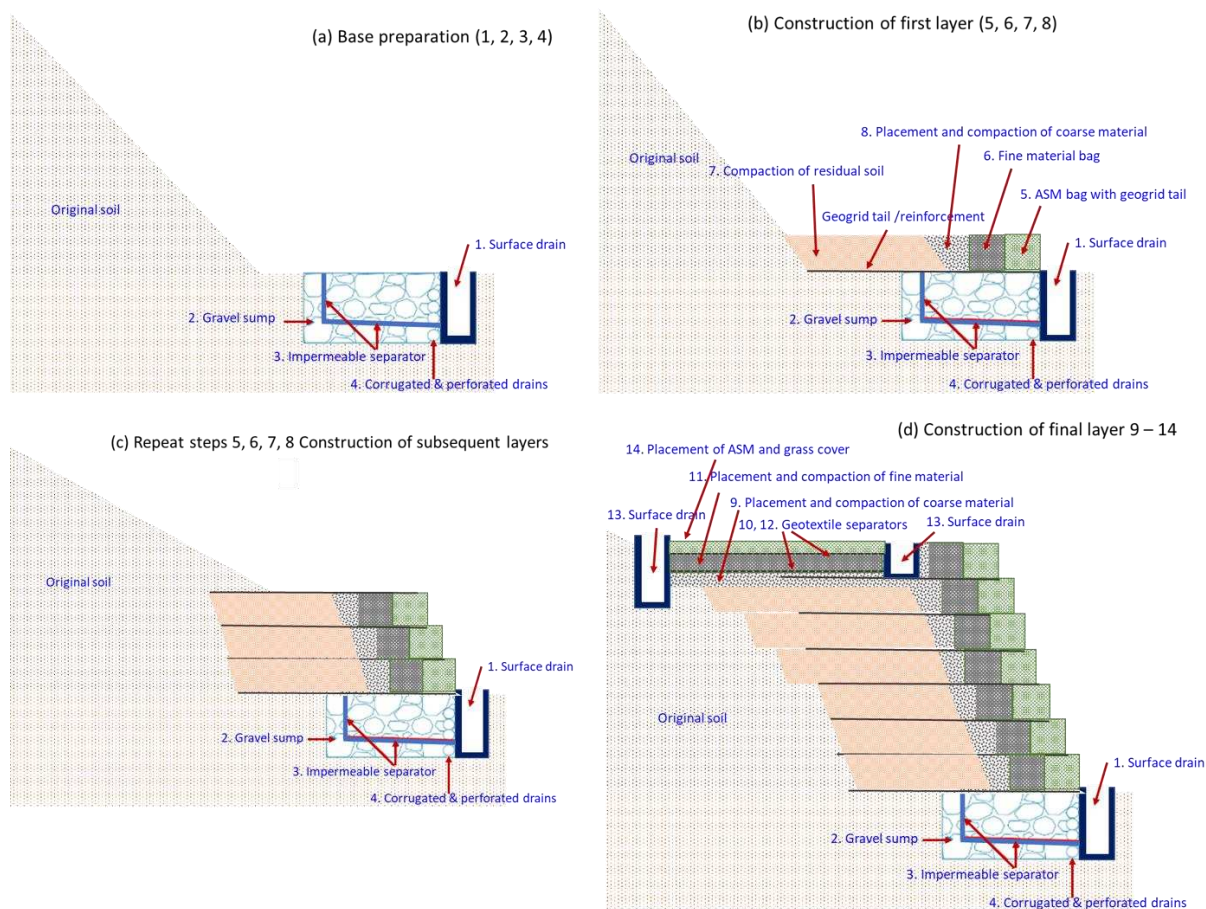 (a) Base preparation (1, 2, 3, 4)
Original soil
1. Surface drain
2. Gravel sump
3. Impermeable separator
4. Corrugated & perforated drains
(b) Construction of first layer (5, 6, 7, 8)
8. Placement and compaction of coarse material
Original soil
6. Fine material bag
7. Compaction of residual soil
5. ASM bag with geogrid tail
Geogrid tail /reinforcement
1. Surface drain
2. Gravel sump
3. Impermeable separator
4. Corrugated & perforated drains
(c) Repeat steps 5, 6, 7, 8 Construction of subsequent layers
Original soil
1. Surface drain
2. Gravel sump
3. Impermeable separator
4. Corrugated & perforated drains
(d) Construction of final layer 9 – 14
14. Placement of ASM and grass cover
11. Placement and compaction of fine material
9. Placement and compaction of coarse material
13. Surface drain
10, 12. Geotextile separators
13. Surface drain
Original soil
1. Surface drain
2. Gravel sump
3. Impermeable separator
4. Corrugated & perforated drains